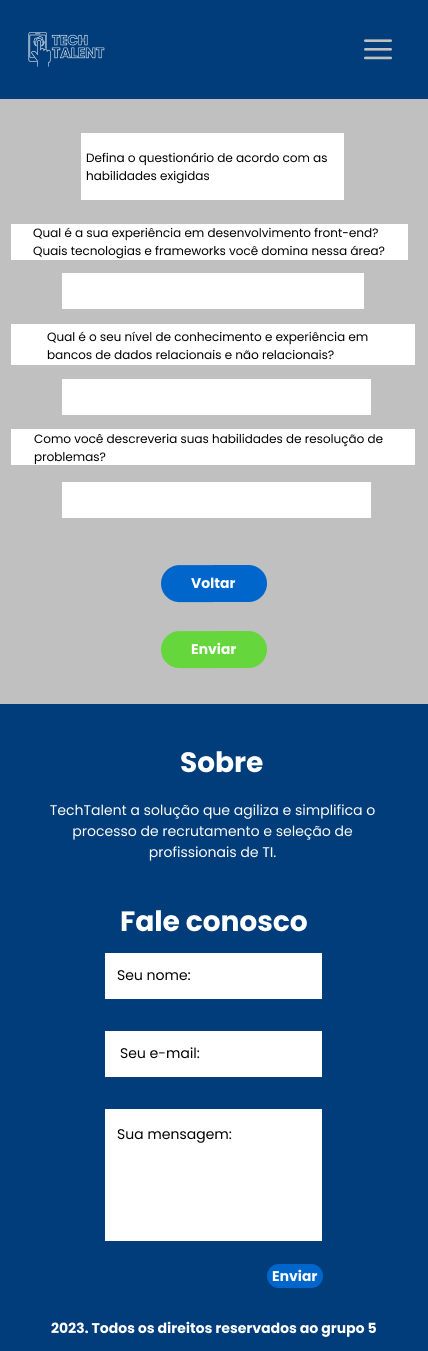 TECH
TALENT
Defina o questionário de acordo com as
habilidades exigidas
Qual é a sua experiência em desenvolvimento front-end?
Quais tecnologias e frameworks você domina nessa área?
Qual é o seu nível de conhecimento e experiência em
bancos de dados relacionais e não relacionais?
Como você descreveria suas habilidades de resolução de
problemas?
Voltar
Enviar
Sobre
TechTalent a solução que agiliza e simplifica o
processo de recrutamento e seleção de
profissionais de TI.
Fale conosco
Seu nome:
Seu e-mail:
Sua mensagem:
Enviar
2023. Todos os direitos reservados ao grupo 5